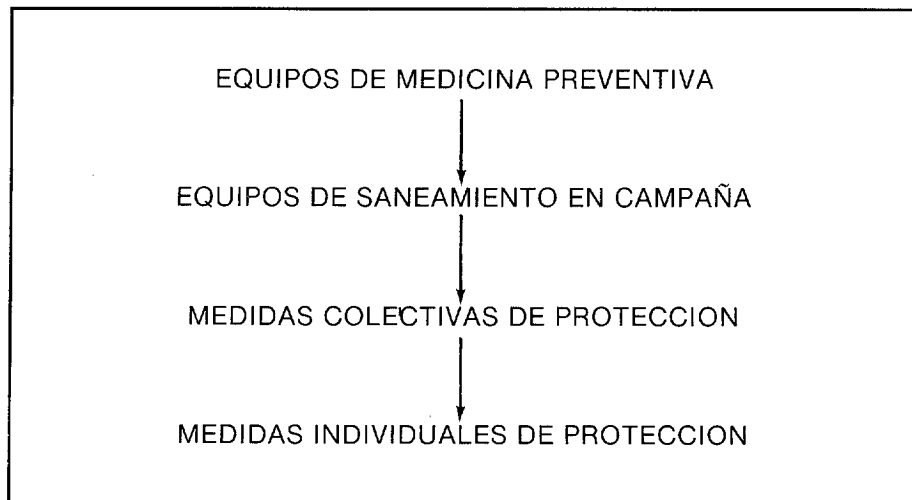 EQUIPOS DE MEDICINA PREVENTIVA
EQUIPOS DE SANEAMIENTO EN CAMPAÑA
MEDIDAS COLECTIVAS DE PROTECCION
MEDIDAS INDIVIDUALES DE PROTECCION